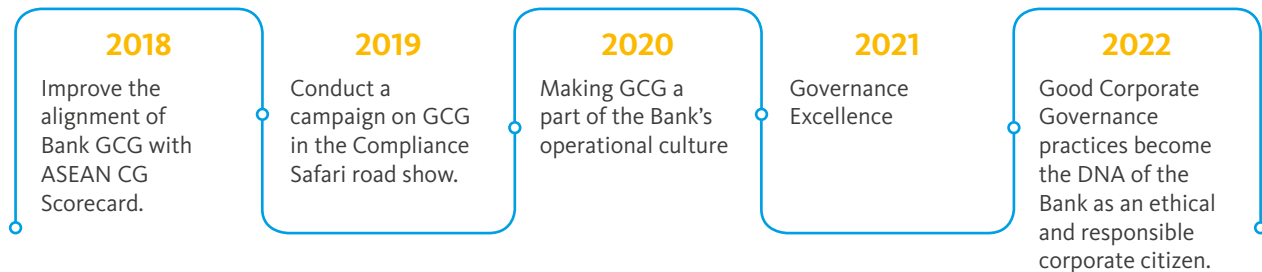 2018
Improve the
alignment of
Bank GCG with
ASEAN CG
Scorecard.
2019
Conduct a
campaign on GCG
in the Compliance
Safari road show.
2020
Making GCG a
part of the Bank's
operational culture
2021
Governance
Excellence
2022
Good Corporate
Governance
practices become
the DNA of the
Bank as an ethical
and responsible
corporate citizen.